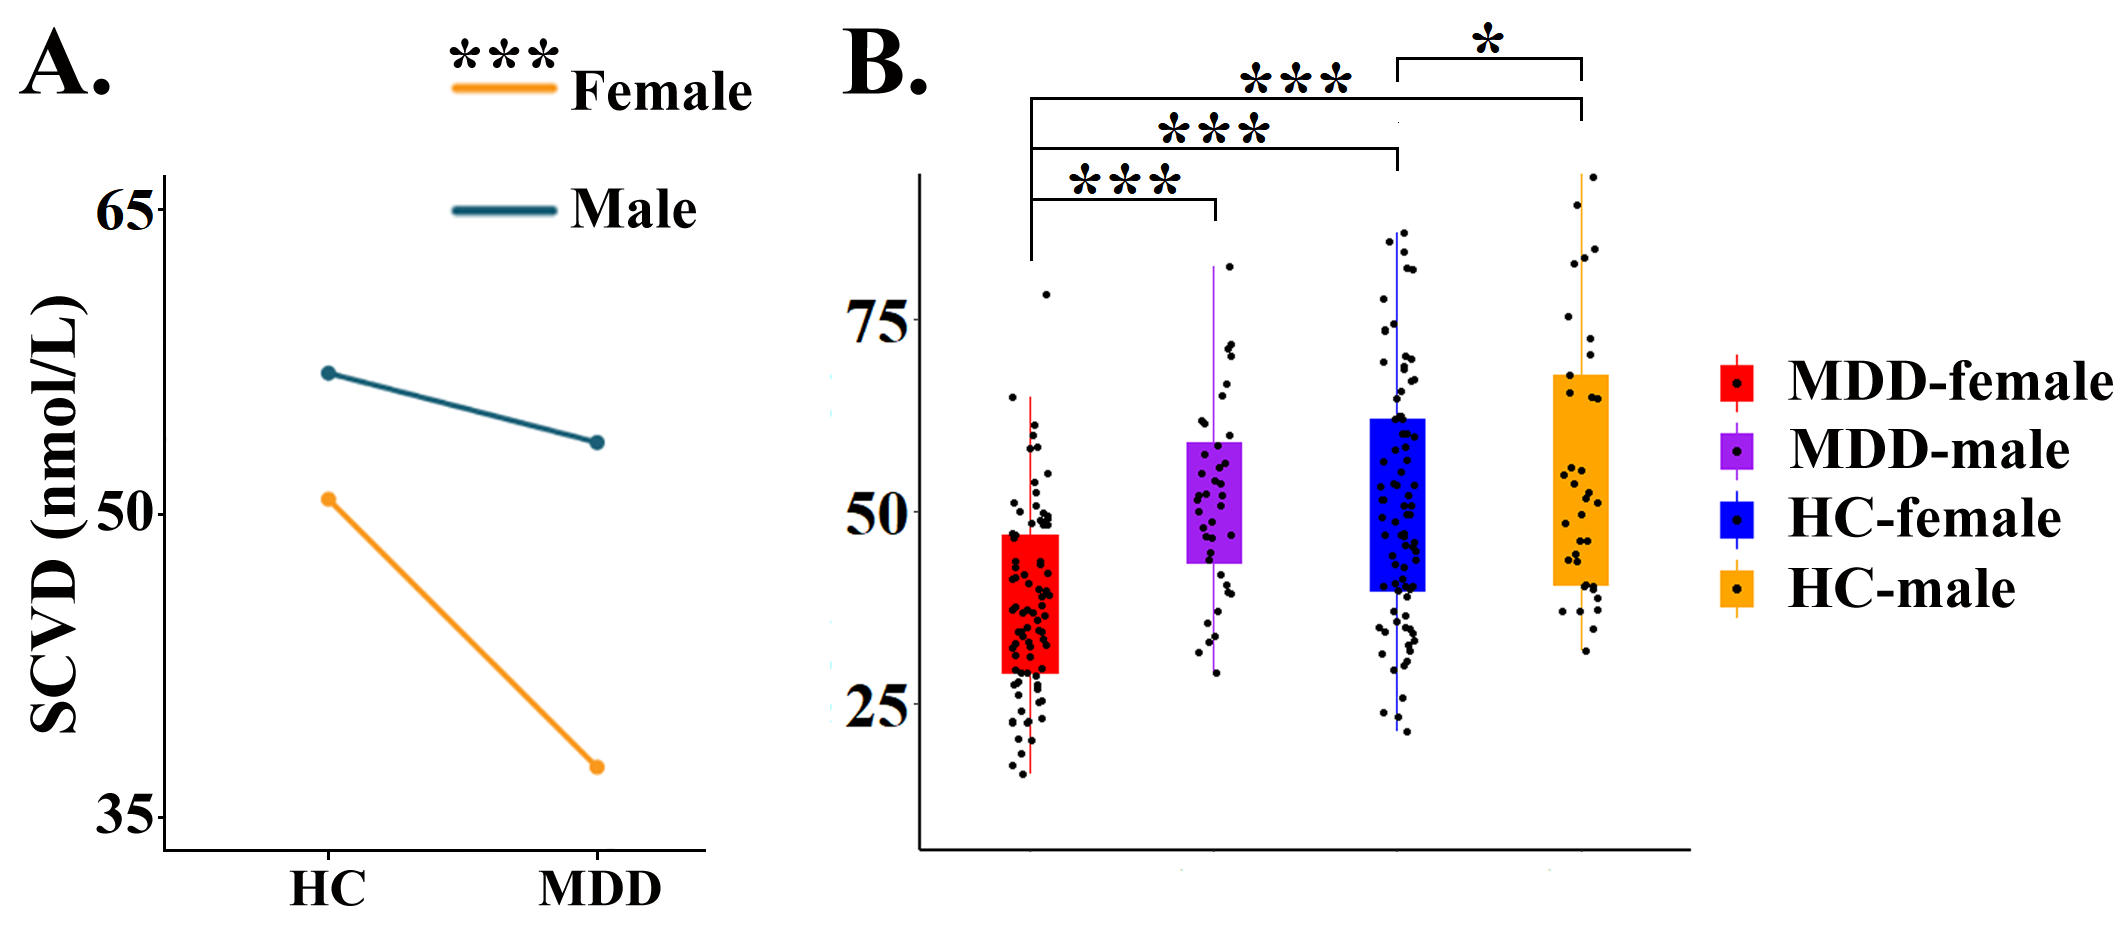 A.
***
Female
Male
65
50
35
SCVD (nmol/L)
HC
MDD
B.
*
***
***
***
75
50
25
MDD-female
MDD-male
HC-female
HC-male